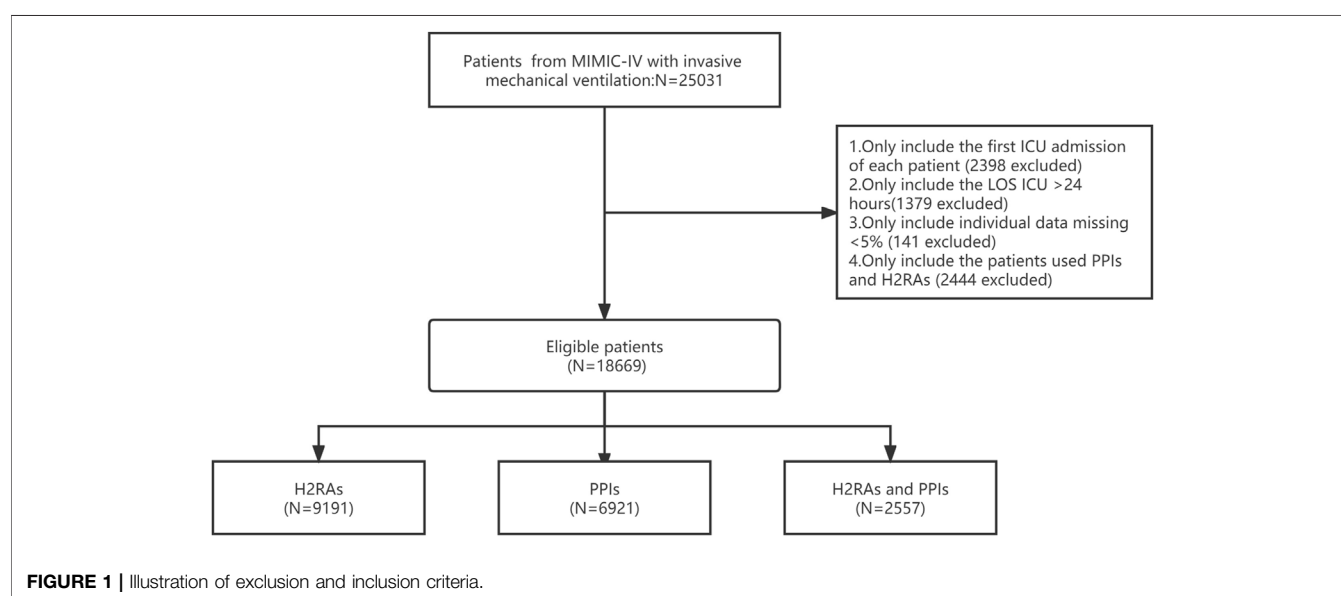 Patients from MIMIC-IV with invasive
mechanical ventilation:N=25031
1.Only include the first ICU admission
of each patient (2398 excluded)
2.Only include the LOS ICU >24
hours(1379 excluded)
3.Only include individual data missing
<5% (141 excluded)
4.Only include the patients used PPIs
and H2RAs (2444 excluded)
Eligible patients
(N=18669)
H2RAs
(N=9191)
PPIs
(N=6921)
H2RAs and PPIs
(N=2557)
FIGURE 1 | Illustration of exclusion and inclusion criteria.